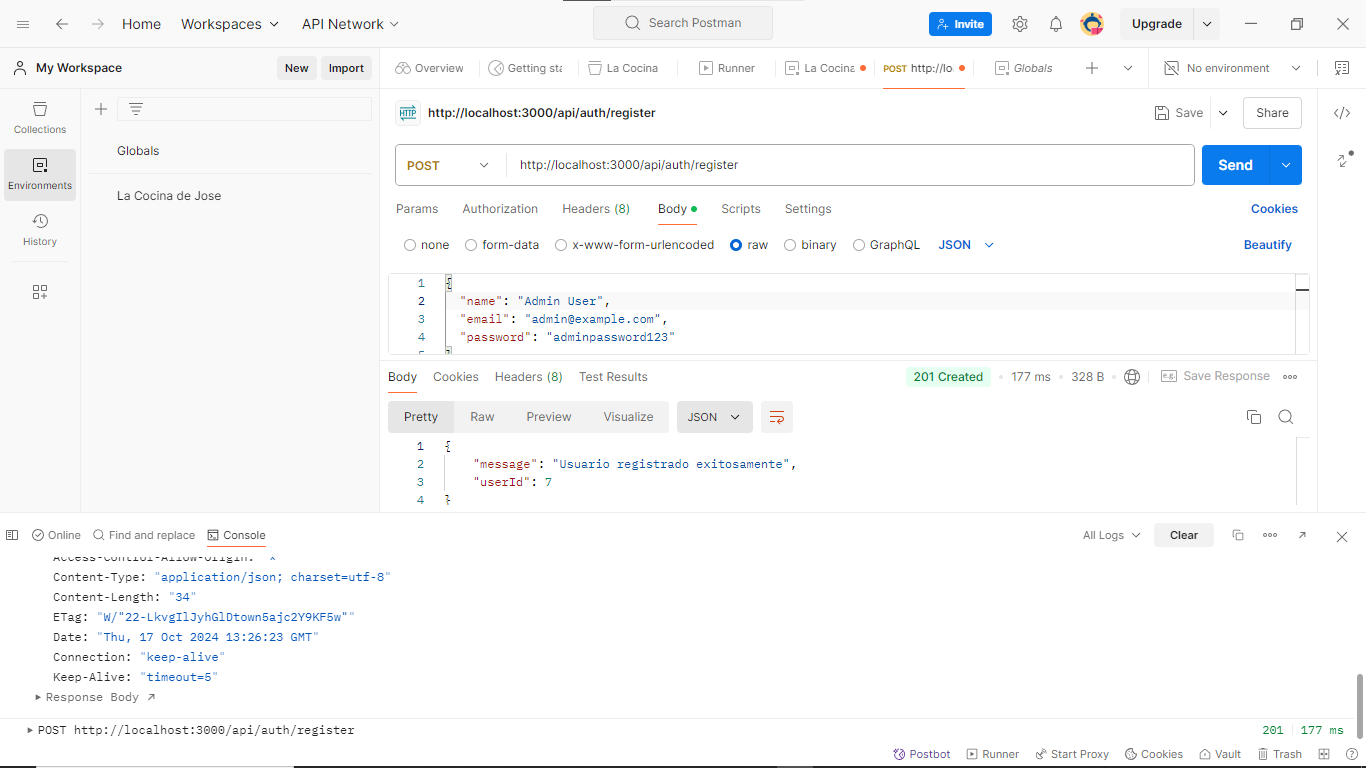 Home Workspaces API Network Search Postman Invite Upgrade
My Workspace New Import Overview Getting sta La Cocina Runner La Cocina POST http://lo Globals No environment
Collections
Environments
History
Globals
La Cocina de Jose
HTTP http://localhost:3000/api/auth/register Save Share
POST http://localhost:3000/api/auth/register Send
Params Authorization Headers (8) Body Scripts Settings Cookies
none form-data x-www-form-urlencoded raw binary GraphQL JSON Beautify
1 {
2 "name": "Admin User",
3 "email": "admin@example.com",
4 "password": "adminpassword123"
5 }
Body Cookies Headers (8) Test Results 201 Created 177 ms 328 B e.g. Save Response
Pretty Raw Preview Visualize JSON
1 {
2 "message": "Usuario registrado exitosamente",
3 "userId": 7
4 }
Online Find and replace Console All Logs Clear
Access-Control-Allow-Origin: "*"
Content-Type: "application/json; charset=utf-8"
Content-Length: "34"
ETag: "W/"22-LkvgIlJyhGlDtown5ajc2Y9KF5w""
Date: "Thu, 17 Oct 2024 13:26:23 GMT"
Connection: "keep-alive"
Keep-Alive: "timeout=5"
Response Body
POST http://localhost:3000/api/auth/register 201 177 ms
Postbot Runner Start Proxy Cookies Vault Trash